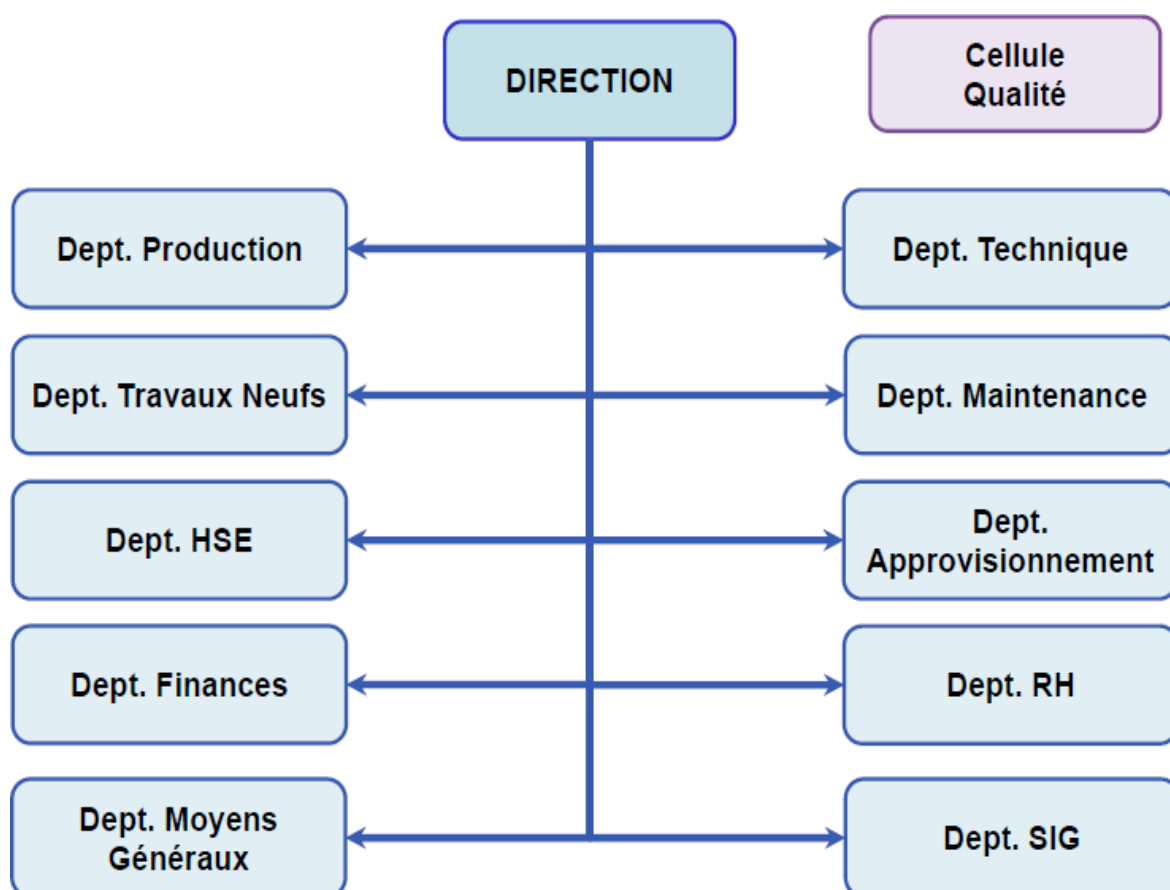 DIRECTION
Cellule
Qualité
Dept. Production
Dept. Technique
Dept. Travaux Neufs
Dept. Maintenance
Dept. HSE
Dept.
Approvisionnement
Dept. Finances
Dept. RH
Dept. Moyens
Généraux
Dept. SIG